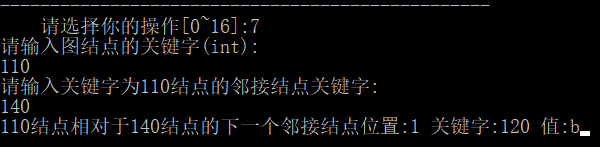 --------------------------------------------------
请选择你的操作[0~16]:7
请输入图结点的关键字(int):
110
请输入关键字为110结点的邻接结点关键字:
140
110结点相对于140结点的下一个邻接结点位置:1 关键字:120 值:b